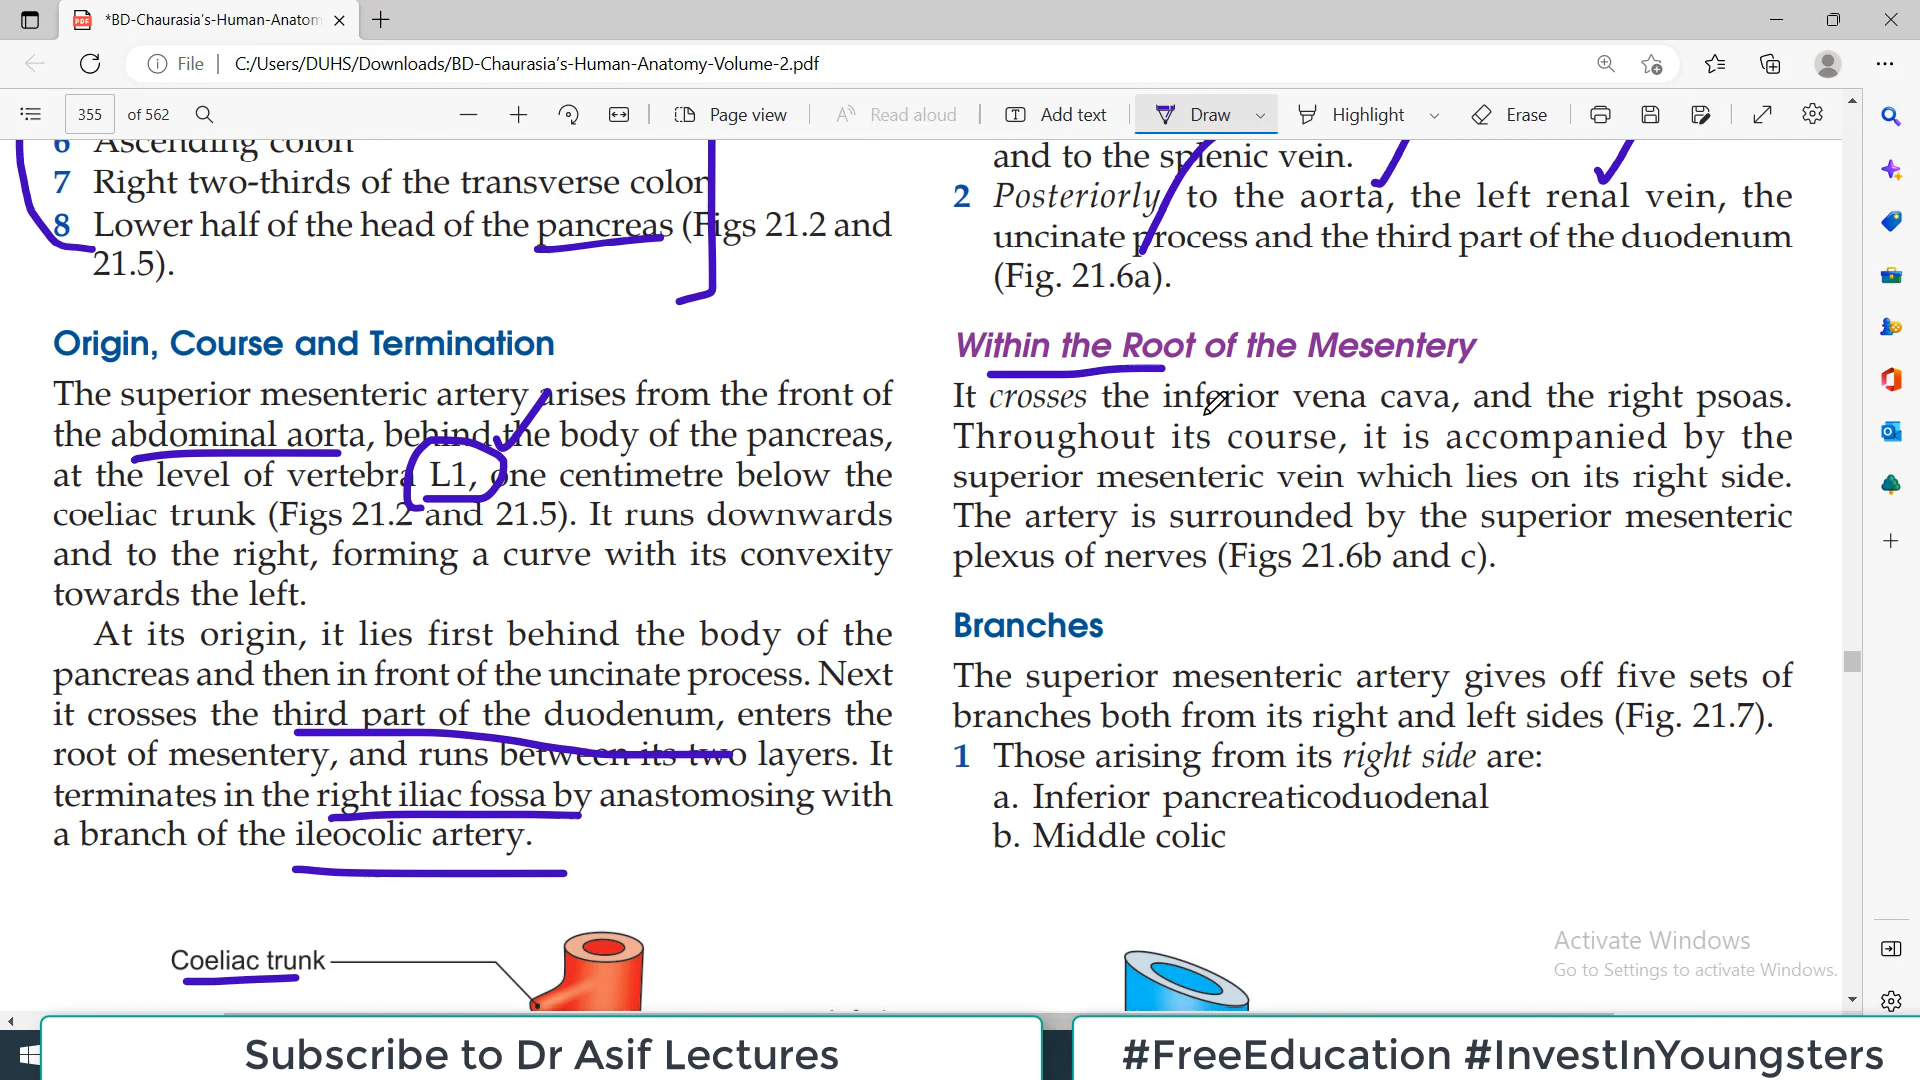 *BD-Chaurasia's-Human-Anatom
File
C:/Users/DUHS/Downloads/BD-Chaurasia's-Human-Anatomy-Volume-2.pdf
355 of 562
Page view
Read aloud
Add text
Draw
Highlight
Erase
6 Ascending colon
7 Right two-thirds of the transverse colon
8 Lower half of the head of the pancreas (Figs 21.2 and
21.5).
Origin, Course and Termination
The superior mesenteric artery arises from the front of
the abdominal aorta, behind the body of the pancreas,
at the level of vertebra L1, one centimetre below the
coeliac trunk (Figs 21.2 and 21.5). It runs downwards
and to the right, forming a curve with its convexity
towards the left.
At its origin, it lies first behind the body of the
pancreas and then in front of the uncinate process. Next
it crosses the third part of the duodenum, enters the
root of mesentery, and runs between its two layers. It
terminates in the right iliac fossa by anastomosing with
a branch of the ileocolic artery.
Coeliac trunk
and to the splenic vein.
2 Posteriorly to the aorta, the left renal vein, the
uncinate process and the third part of the duodenum
(Fig. 21.6a).
Within the Root of the Mesentery
It crosses the inferior vena cava, and the right psoas.
Throughout its course, it is accompanied by the
superior mesenteric vein which lies on its right side.
The artery is surrounded by the superior mesenteric
plexus of nerves (Figs 21.6b and c).
Branches
The superior mesenteric artery gives off five sets of
branches both from its right and left sides (Fig. 21.7).
1 Those arising from its right side are:
a. Inferior pancreaticoduodenal
b. Middle colic
Activate Windows
Go to Settings to activate Windows.
Subscribe to Dr Asif Lectures
#FreeEducation #InvestInYoungsters